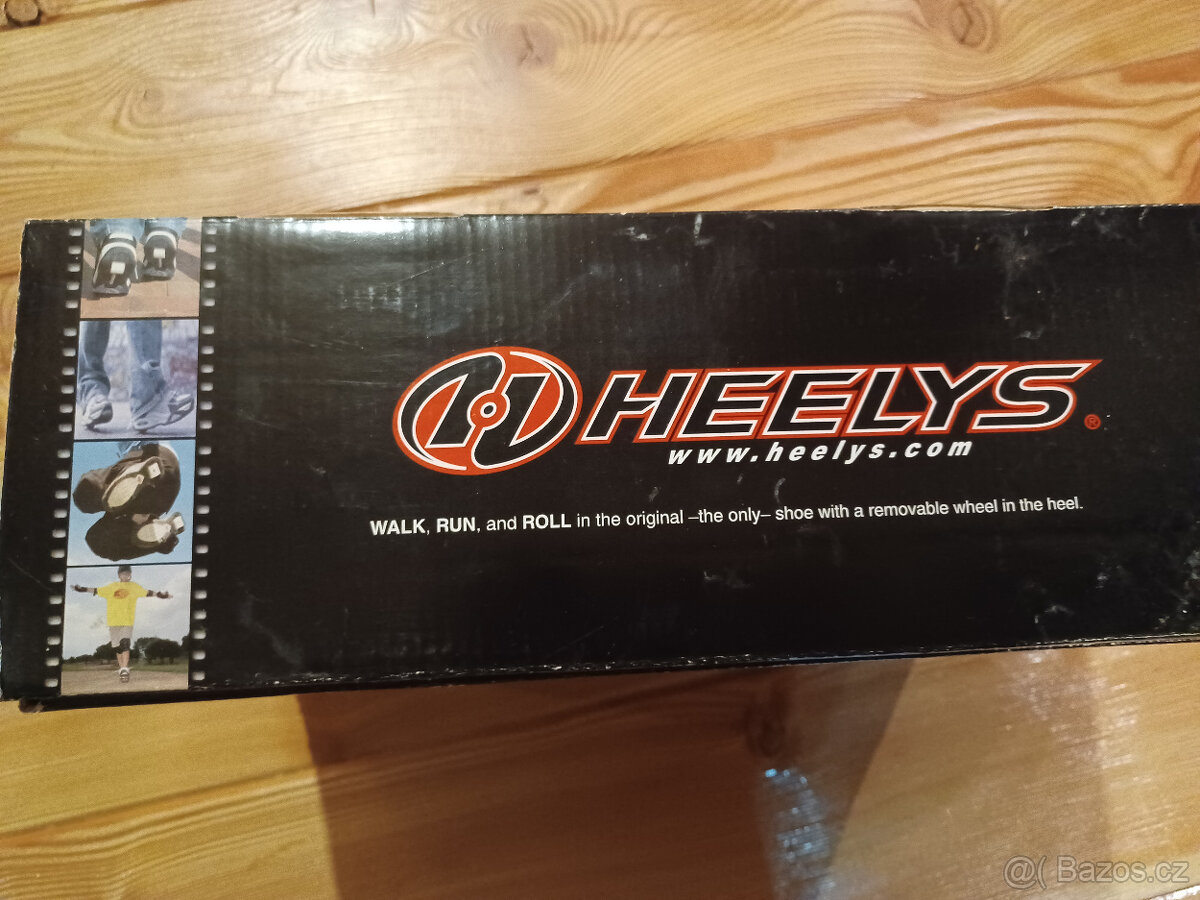 HEELYS®
www.heelys.com
WALK, RUN, and ROLL in the original –the only– shoe with a removable wheel in the heel.
@( Bazos.cz